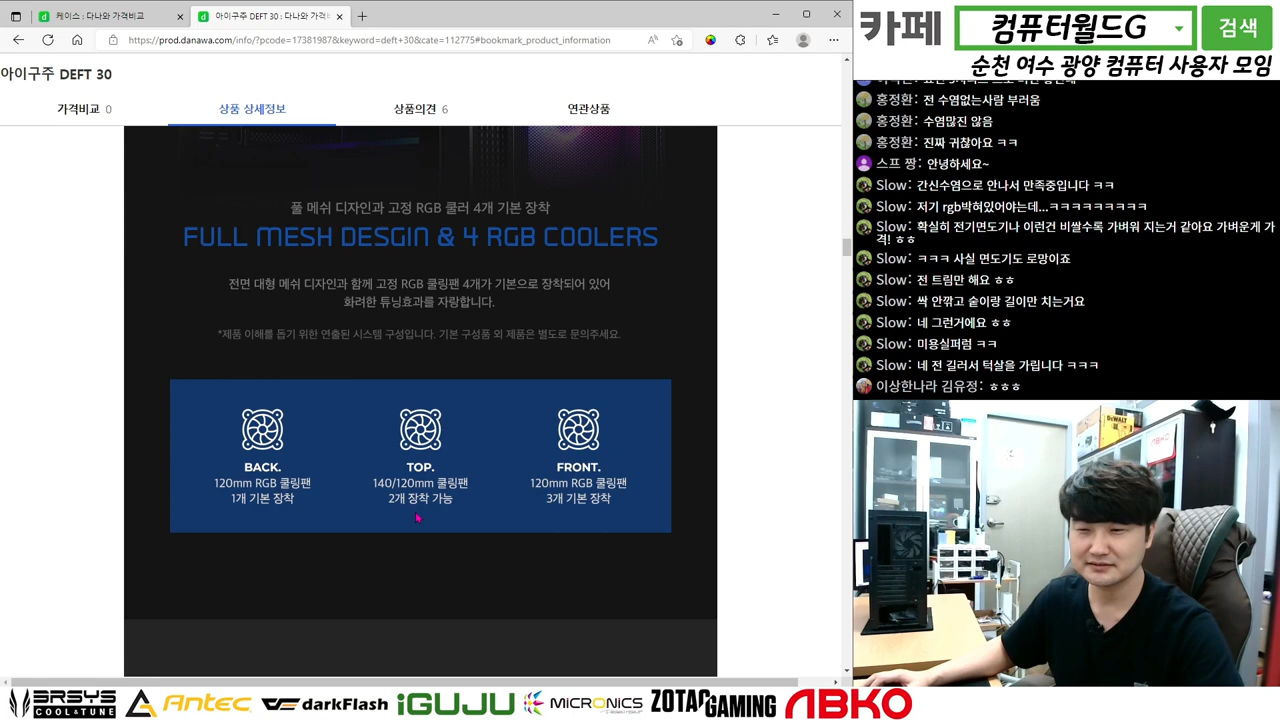 케이스 : 다나와 가격비교
아이구주 DEFT 30 : 다나와 가격
https://prod.danawa.com/info/?pcode=17381987&keyword=deft+30&cate=112775#bookmark_product_information
아이구주 DEFT 30
가격비교 0
상품 상세정보
상품의견 6
연관상품
풀 메쉬 디자인과 고정 RGB 쿨러 4개 기본 장착
FULL MESH DESGIN & 4 RGB COOLERS
전면 대형 메쉬 디자인과 함께 고정 RGB 쿨링팬 4개가 기본으로 장착되어 있어
화려한 튜닝효과를 자랑합니다.
*제품 이해를 돕기 위한 연출된 시스템 구성입니다. 기본 구성품 외 제품은 별도로 문의주세요.
BACK.
120mm RGB 쿨링팬
1개 기본 장착
TOP.
140/120mm 쿨링팬
2개 장착 가능
FRONT.
120mm RGB 쿨링팬
3개 기본 장착
카페 컴퓨터월드G 검색
순천 여수 광양 컴퓨터 사용자 모임
홍정환: 전 수염없는사람 부러움
홍정환: 수염많진 않음
홍정환: 진짜 귀찮아요 ㅋㅋ
스프 짱: 안녕하세요~
Slow: 간신수염으로 안나서 만족중입니다 ㅋㅋ
Slow: 저기 rgb박혀있어야는데...ㅋㅋㅋㅋㅋㅋㅋㅋㅋ
Slow: 확실히 전기면도기나 이런건 비쌀수록 가벼워 지는거 같아요 가벼운게 가
격! ㅎㅎ
Slow: ㅋㅋㅋ 사실 면도기도 로망이죠
Slow: 전 트림만 해요 ㅎㅎ
Slow: 싹 안깎고 숱이랑 길이만 치는거요
Slow: 네 그런거에요 ㅎㅎ
Slow: 미용실퍼럼 ㅋㅋ
Slow: 네 전 길러서 턱살을 가립니다 ㅋㅋㅋ
이상한나라 김유정: ㅎㅎㅎ
DEWALT
3RSYS
COOL&TUNE
Antec
darkFlash
iGUJU
MICRONICS
ZOTAC GAMING
ABKO